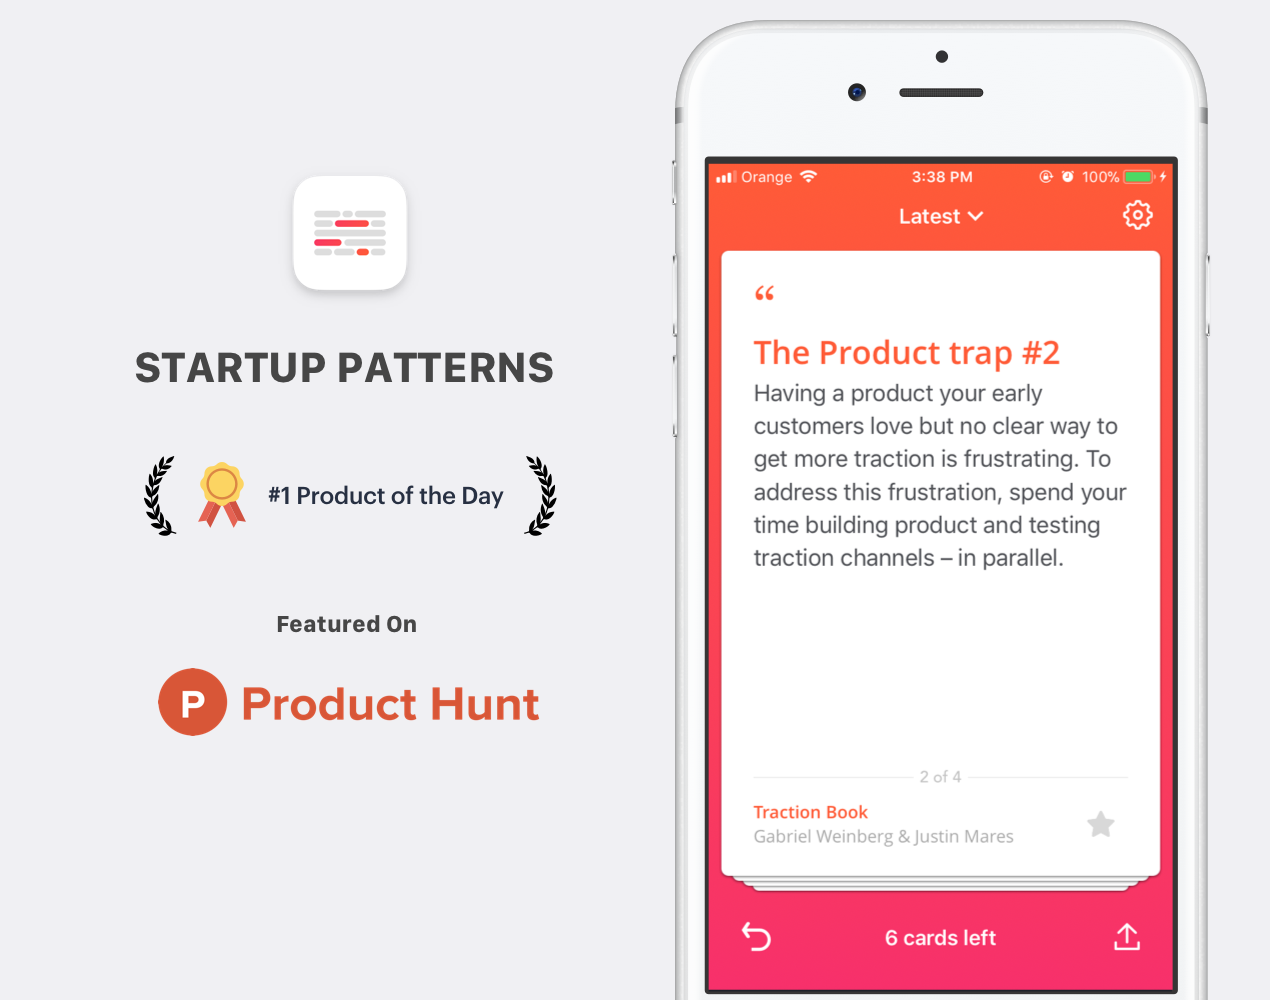 STARTUP PATTERNS
#1 Product of the Day
Featured On
P Product Hunt
Orange 3:38 PM 100%
Latest
“
The Product trap #2
Having a product your early
customers love but no clear way to
get more traction is frustrating. To
address this frustration, spend your
time building product and testing
traction channels – in parallel.
2 of 4
Traction Book
Gabriel Weinberg & Justin Mares
6 cards left